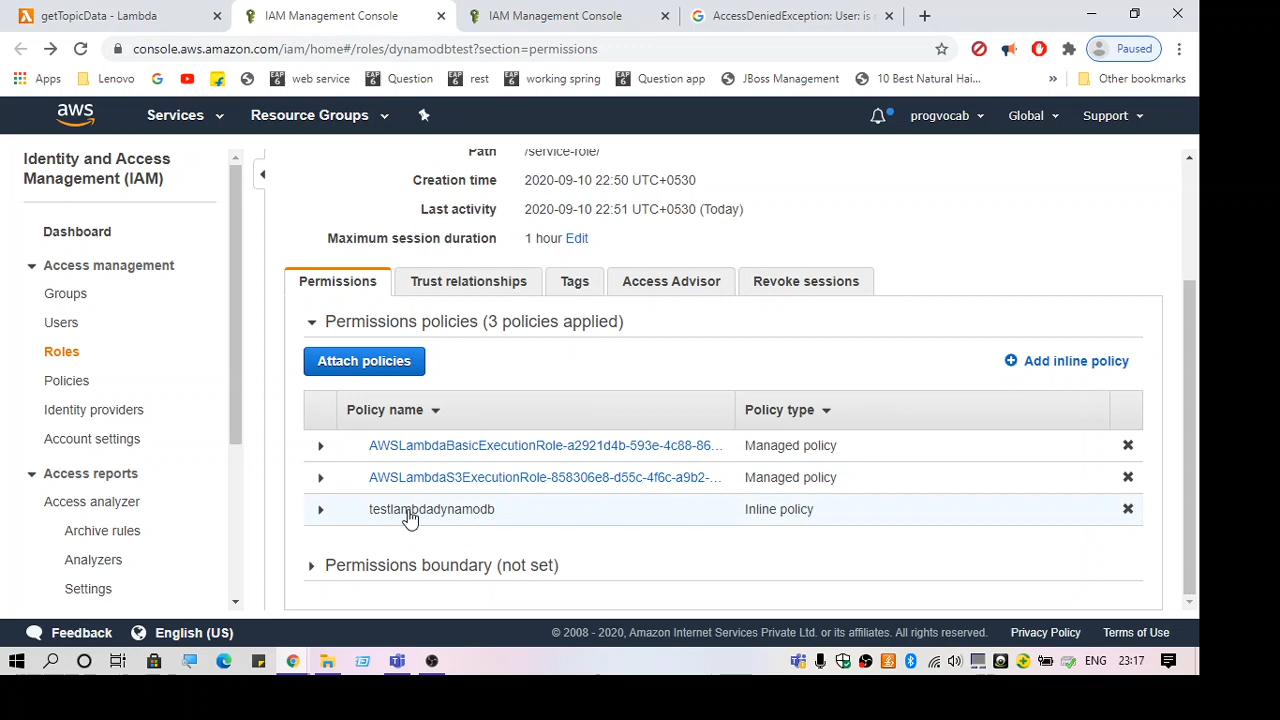 getTopicData - Lambda
IAM Management Console
IAM Management Console
AccessDeniedException: User: is
console.aws.amazon.com/iam/home#/roles/dynamodbtest?section=permissions
Paused
Apps
Lenovo
web service
Question
rest
working spring
Question app
JBoss Management
10 Best Natural Hai...
»
Other bookmarks
aws
Services
Resource Groups
progvocab
Global
Support
Identity and Access
Management (IAM)
Dashboard
Access management
Groups
Users
Roles
Policies
Identity providers
Account settings
Access reports
Access analyzer
Archive rules
Analyzers
Settings
Path /service-role/
Creation time 2020-09-10 22:50 UTC+0530
Last activity 2020-09-10 22:51 UTC+0530 (Today)
Maximum session duration 1 hour Edit
Permissions
Trust relationships
Tags
Access Advisor
Revoke sessions
Permissions policies (3 policies applied)
Attach policies
Add inline policy
Policy name Policy type
AWSLambdaBasicExecutionRole-a2921d4b-593e-4c88-86... Managed policy
AWSLambdaS3ExecutionRole-858306e8-d55c-4f6c-a9b2-... Managed policy
testlambdadynamodb Inline policy
Permissions boundary (not set)
Feedback
English (US)
© 2008 - 2020, Amazon Internet Services Private Ltd. or its affiliates. All rights reserved.
Privacy Policy
Terms of Use
ENG
23:17